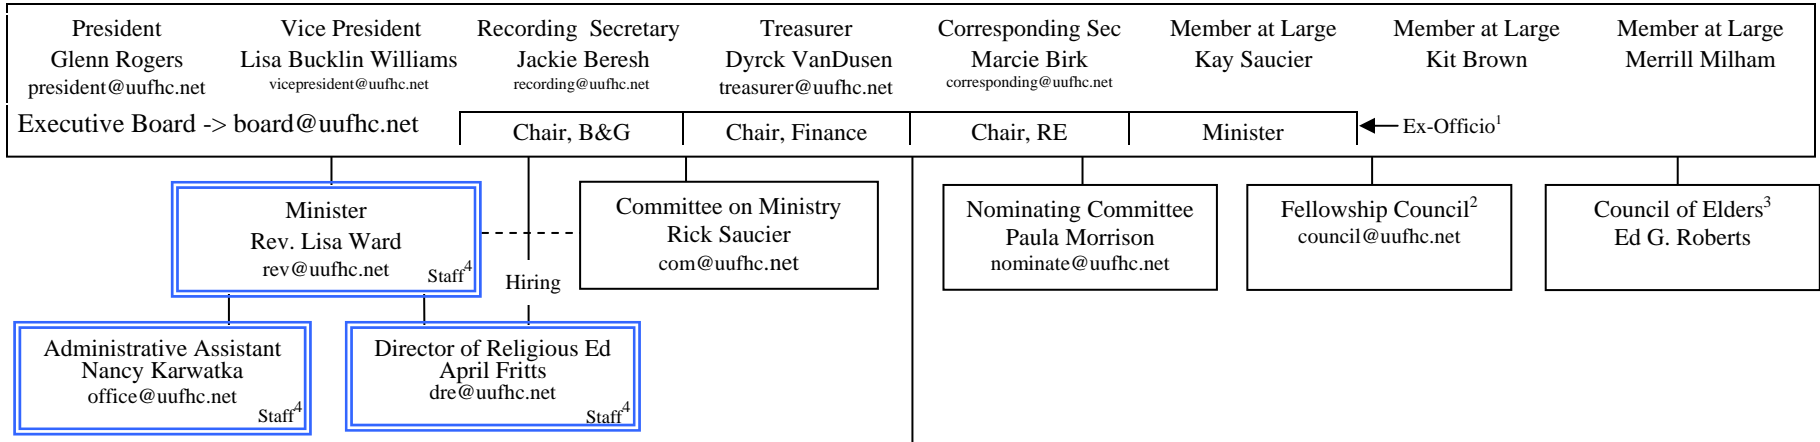 President Vice President Recording Secretary Treasurer Corresponding Sec Member at Large Member at Large Member at Large
Glenn Rogers Lisa Bucklin Williams Jackie Beresh Dyrck VanDusen Marcie Birk Kay Saucier Kit Brown Merrill Milham
president@uufhc.net vicepresident@uufhc.net recording@uufhc.net treasurer@uufhc.net corresponding@uufhc.net
Executive Board -> board@uufhc.net Chair, B&G Chair, Finance Chair, RE Minister Ex-Officio¹
Minister
Rev. Lisa Ward
rev@uufhc.net
Staff⁴
Hiring
Committee on Ministry
Rick Saucier
com@uufhc.net
Nominating Committee
Paula Morrison
nominate@uufhc.net
Fellowship Council²
council@uufhc.net
Council of Elders³
Ed G. Roberts
Administrative Assistant
Nancy Karwatka
office@uufhc.net
Staff⁴
Director of Religious Ed
April Fritts
dre@uufhc.net
Staff⁴